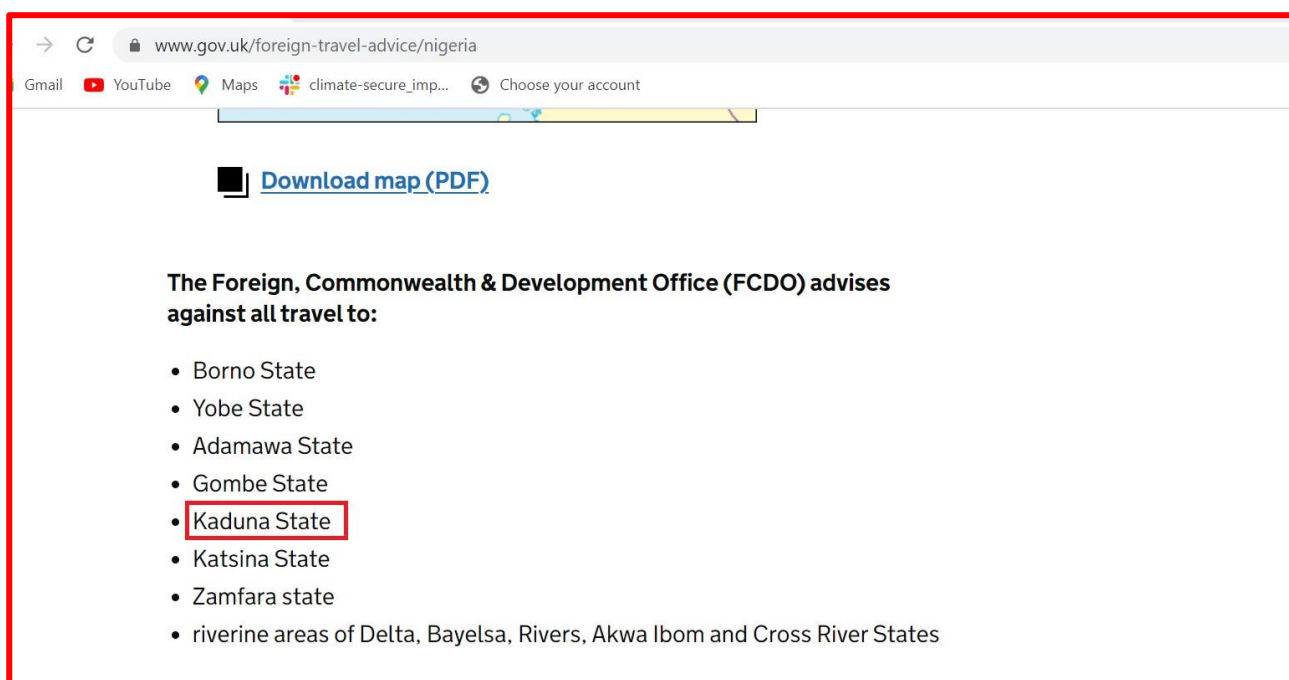 www.gov.uk/foreign-travel-advice/nigeria
Gmail YouTube Maps climate-secure_imp... Choose your account
Download map (PDF)
The Foreign, Commonwealth & Development Office (FCDO) advises
against all travel to:
• Borno State
• Yobe State
• Adamawa State
• Gombe State
• Kaduna State
• Katsina State
• Zamfara state
• riverine areas of Delta, Bayelsa, Rivers, Akwa Ibom and Cross River States